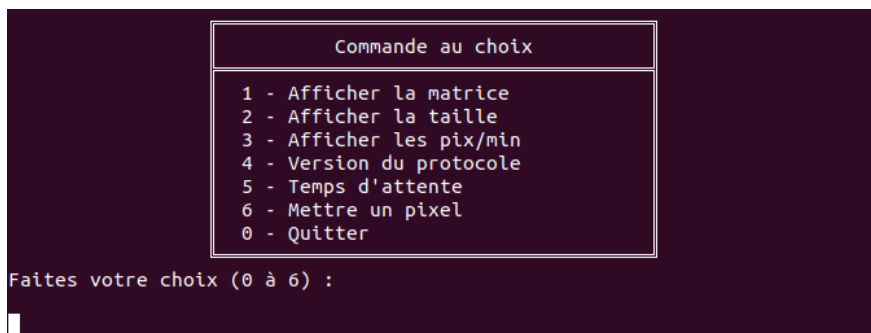 Commande au choix
1 - Afficher la matrice
2 - Afficher la taille
3 - Afficher les pix/min
4 - Version du protocole
5 - Temps d'attente
6 - Mettre un pixel
0 - Quitter
Faites votre choix (0 à 6) :